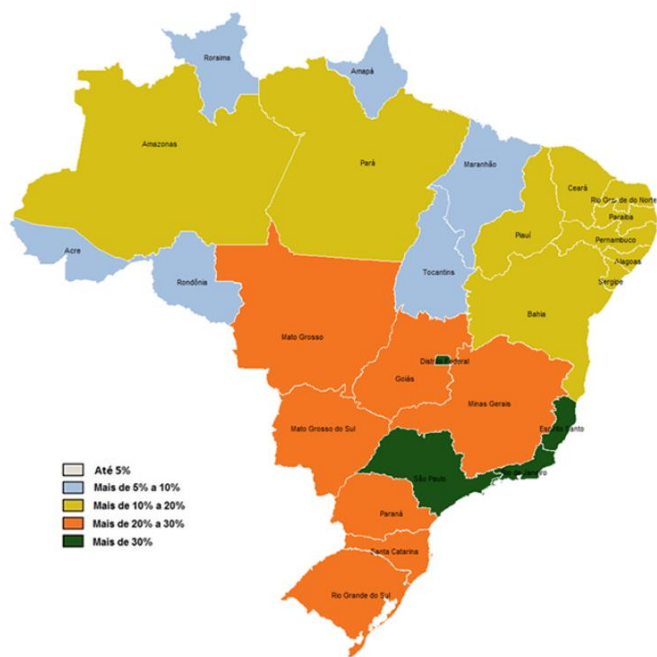 Roraima
Amapá
Amazonas
Pará
Maranhão
Ceará
Rio Grande do Norte
Paraíba
Piauí
Pernambuco
Alagoas
Sergipe
Acre
Rondônia
Tocantins
Bahia
Mato Grosso
Distrito Federal
Goiás
Minas Gerais
Mato Grosso do Sul
Espírito Santo
São Paulo
de Janeiro
Paraná
Santa Catarina
Rio Grande do Sul
Até 5%
Mais de 5% a 10%
Mais de 10% a 20%
Mais de 20% a 30%
Mais de 30%